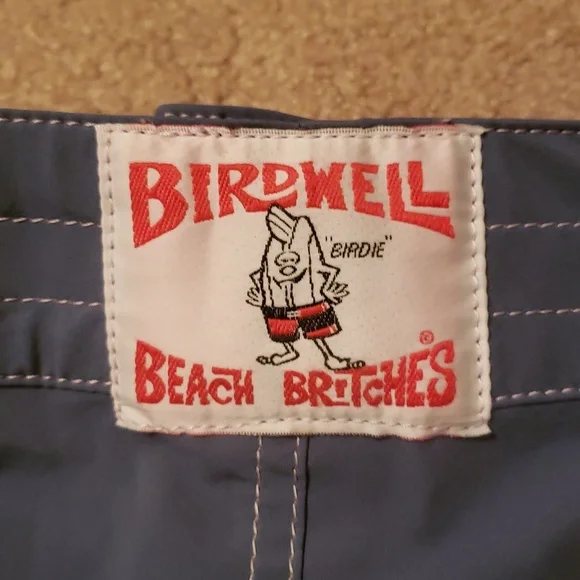 BIRDWELL
"BIRDIE"
BEACH BRITCHES
®